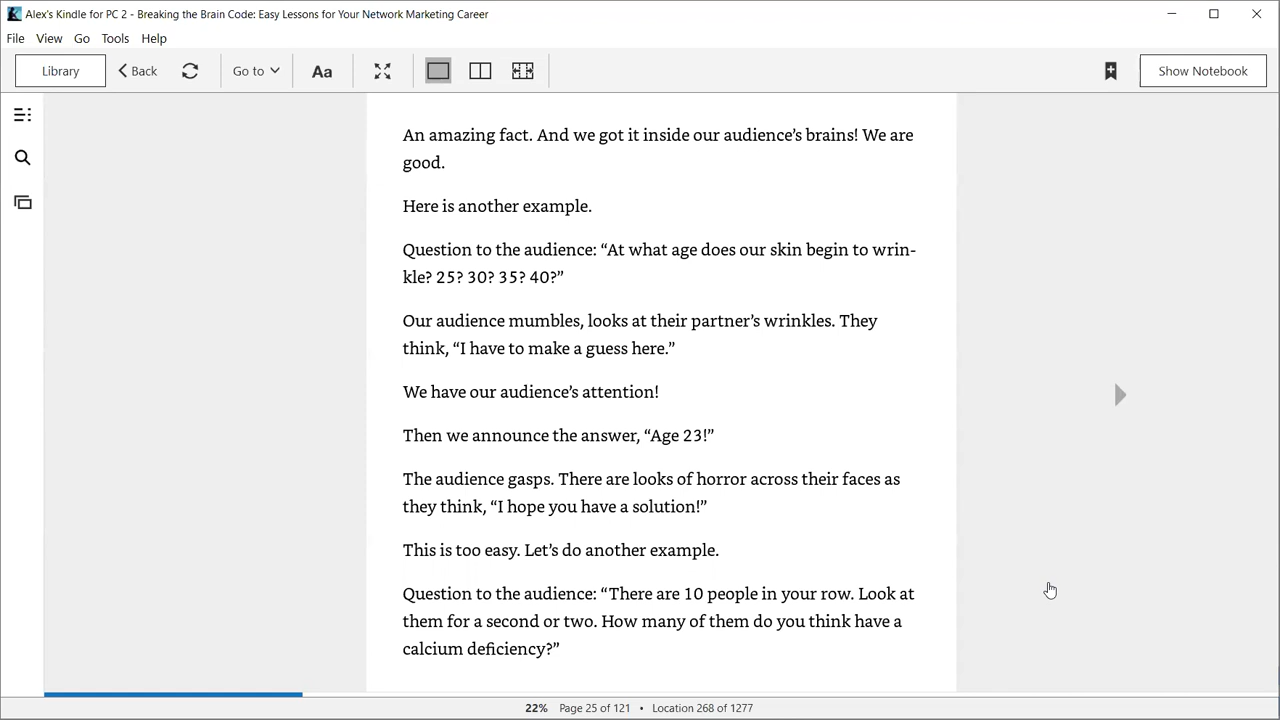 Alex's Kindle for PC 2 - Breaking the Brain Code: Easy Lessons for Your Network Marketing Career
File View Go Tools Help
Library Back Go to Aa Show Notebook
An amazing fact. And we got it inside our audience’s brains! We are
good.
Here is another example.
Question to the audience: “At what age does our skin begin to wrin-
kle? 25? 30? 35? 40?”
Our audience mumbles, looks at their partner’s wrinkles. They
think, “I have to make a guess here.”
We have our audience’s attention!
Then we announce the answer, “Age 23!”
The audience gasps. There are looks of horror across their faces as
they think, “I hope you have a solution!”
This is too easy. Let’s do another example.
Question to the audience: “There are 10 people in your row. Look at
them for a second or two. How many of them do you think have a
calcium deficiency?”
22% Page 25 of 121 • Location 268 of 1277